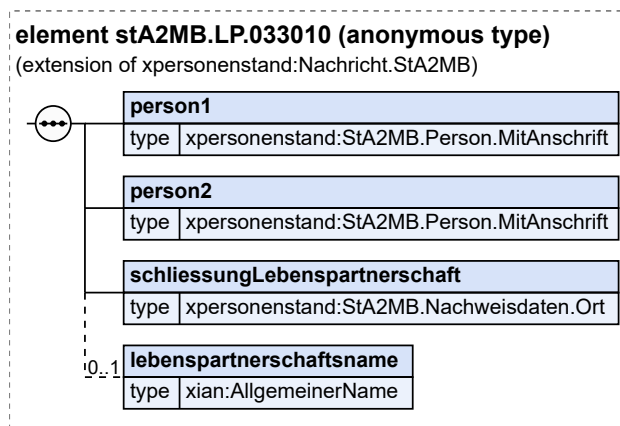 element stA2MB.LP.033010 (anonymous type)
(extension of xpersonenstand:Nachricht.StA2MB)
person1
type xpersonenstand:StA2MB.Person.MitAnschrift
person2
type xpersonenstand:StA2MB.Person.MitAnschrift
schliessungLebenspartnerschaft
type xpersonenstand:StA2MB.Nachweisdaten.Ort
0..1 lebenspartnerschaftsname
type xian:AllgemeinerName